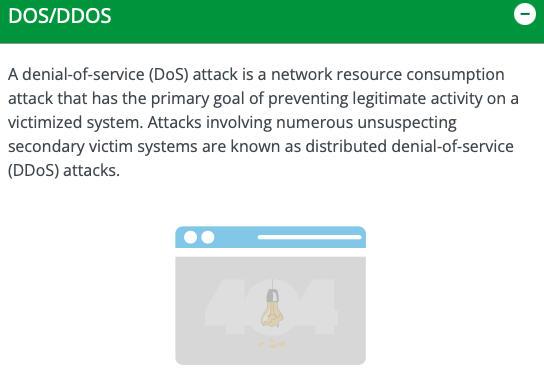 DOS/DDOS
A denial-of-service (DoS) attack is a network resource consumption
attack that has the primary goal of preventing legitimate activity on a
victimized system. Attacks involving numerous unsuspecting
secondary victim systems are known as distributed denial-of-service
(DDoS) attacks.
404